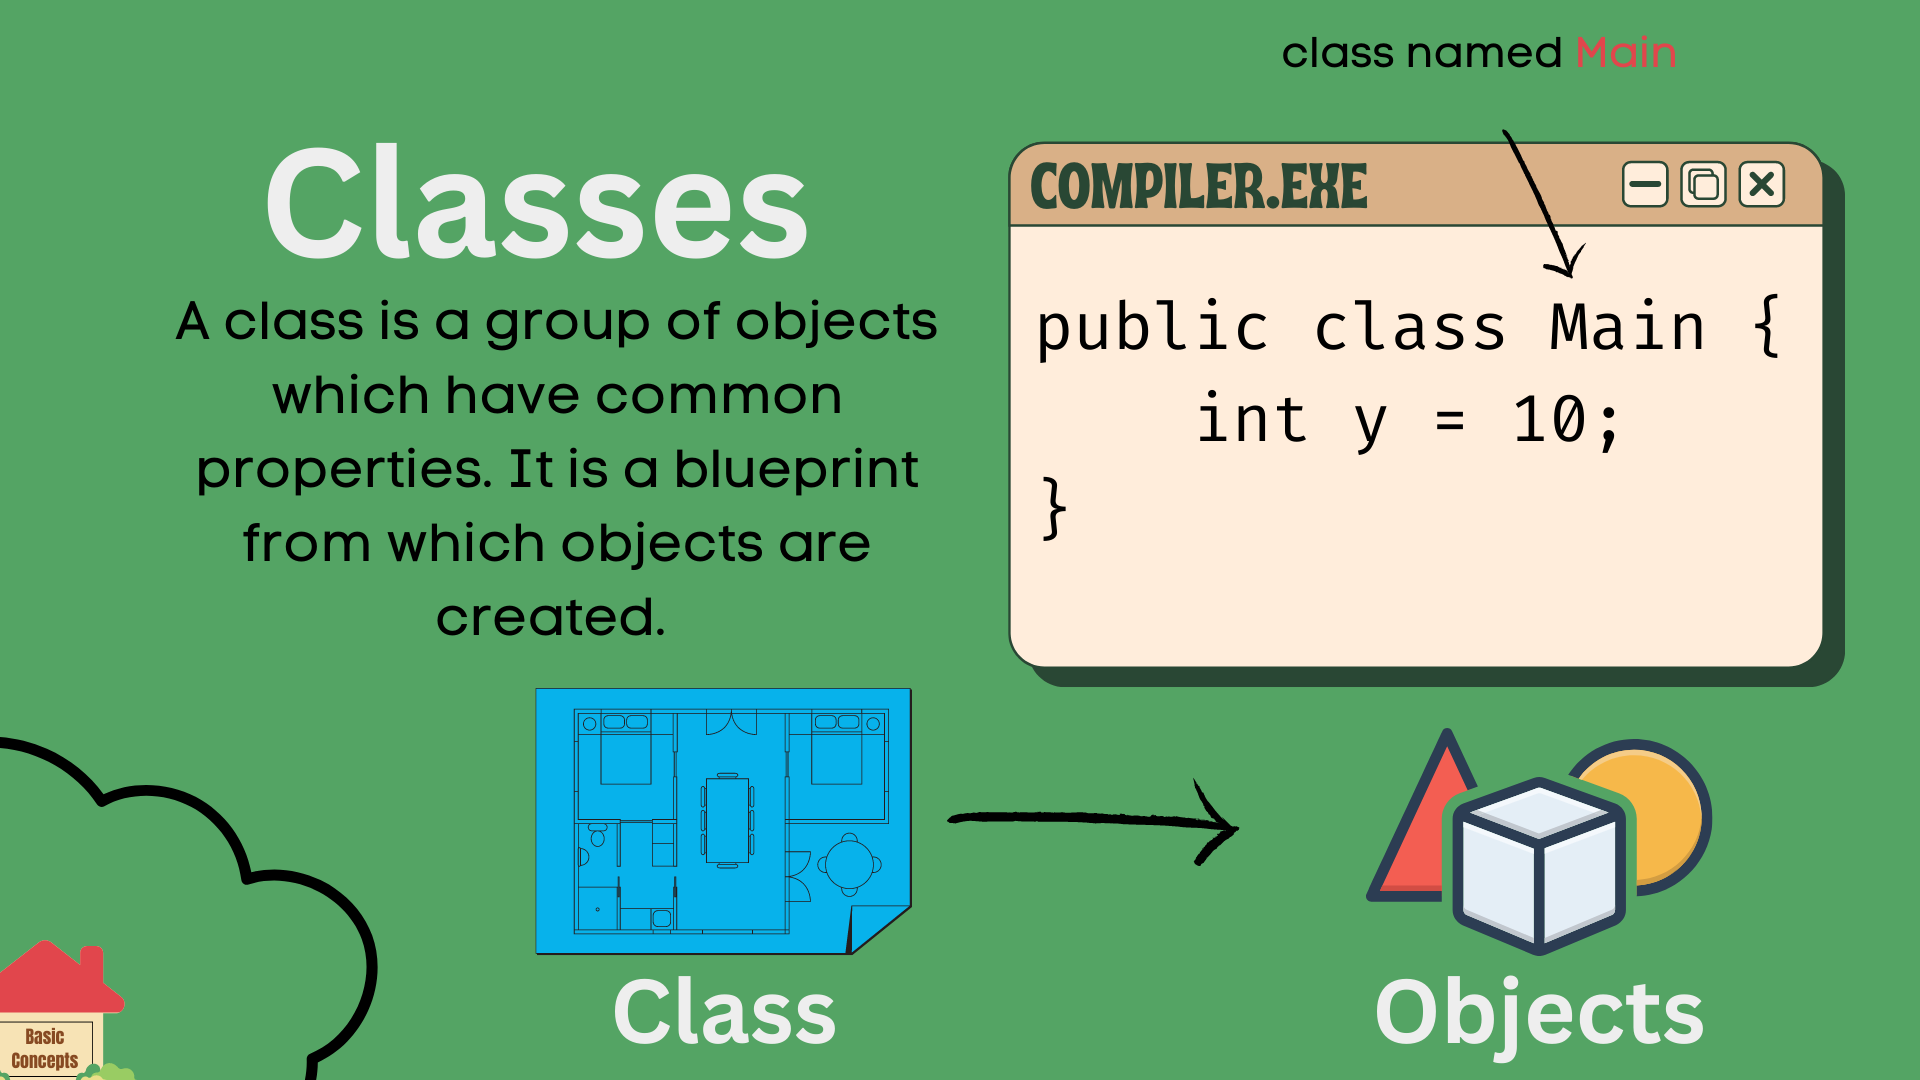 class named Main
Classes
A class is a group of objects
which have common
properties. It is a blueprint
from which objects are
created.
COMPILER.EXE
public class Main {
int y = 10;
}
Class
Objects
Basic
Concepts